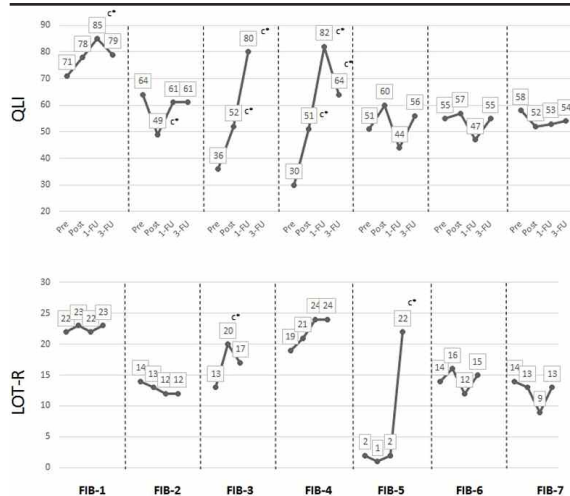 90
80
70
60
50
40
30
20
QLI
71 78 85 79 c*
64 49 61 61 c*
36 52 80 c* c*
30 51 82 64 c* c* c*
51 60 44 56
55 57 47 55
58 52 53 54
Pre Post 1-FU 3-FU Pre Post 1-FU 3-FU Pre Post 1-FU 3-FU Pre Post 1-FU 3-FU Pre Post 1-FU 3-FU Pre Post 1-FU 3-FU Pre Post 1-FU 3-FU
30
25
20
15
10
5
0
LOT-R
22 23 22 23
14 13 12 12
13 20 17 c*
19 21 24 24
2 1 2 22 c*
14 16 12 15
14 13 9 13
FIB-1 FIB-2 FIB-3 FIB-4 FIB-5 FIB-6 FIB-7